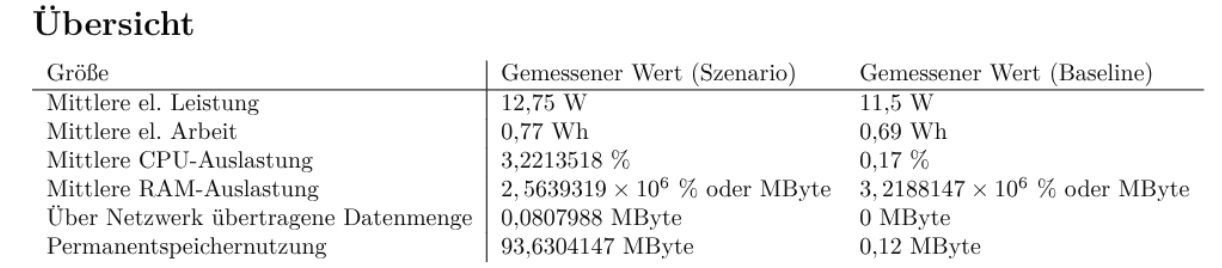 Übersicht
Größe Gemessener Wert (Szenario) Gemessener Wert (Baseline)
Mittlere el. Leistung 12,75 W 11,5 W
Mittlere el. Arbeit 0,77 Wh 0,69 Wh
Mittlere CPU-Auslastung 3,2213518 % 0,17 %
Mittlere RAM-Auslastung 2,5639319 × 10⁶ % oder MByte 3,2188147 × 10⁶ % oder MByte
Über Netzwerk übertragene Datenmenge 0,0807988 MByte 0 MByte
Permanentspeichernutzung 93,6304147 MByte 0,12 MByte